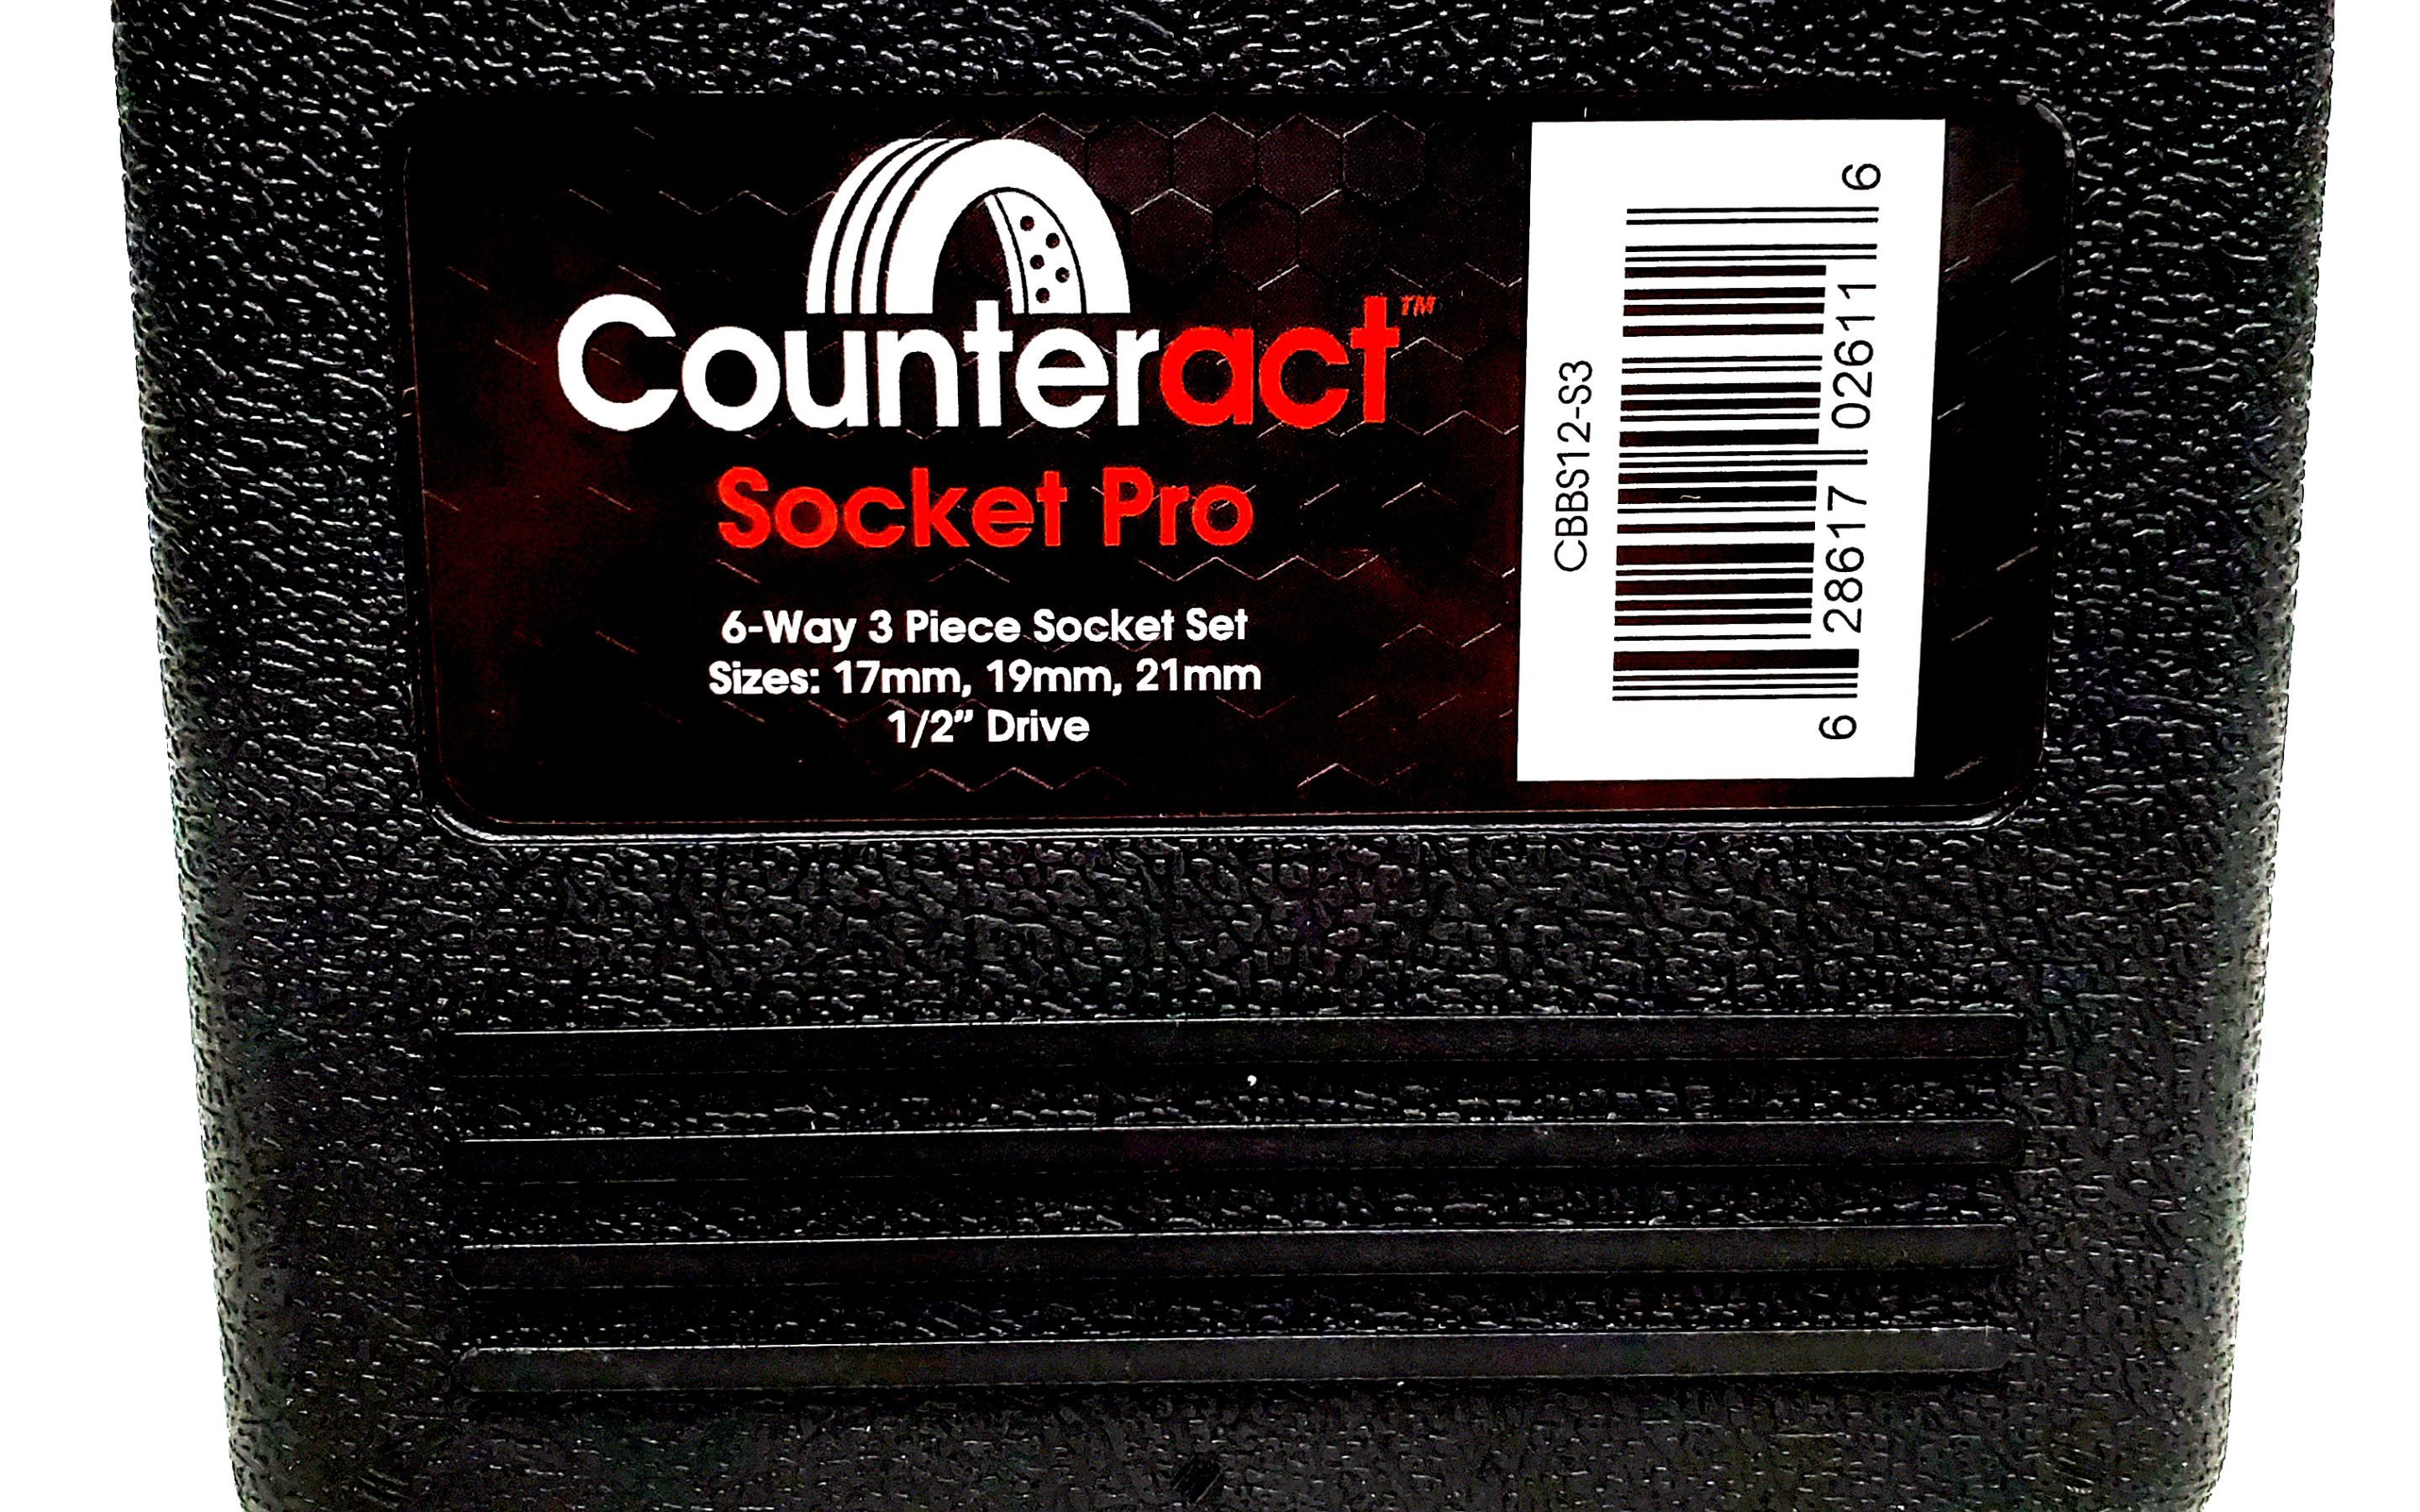 Counteract™
Socket Pro
6-Way 3 Piece Socket Set
Sizes: 17mm, 19mm, 21mm
1/2” Drive
CBBS12-S3
6 28617 02611 6